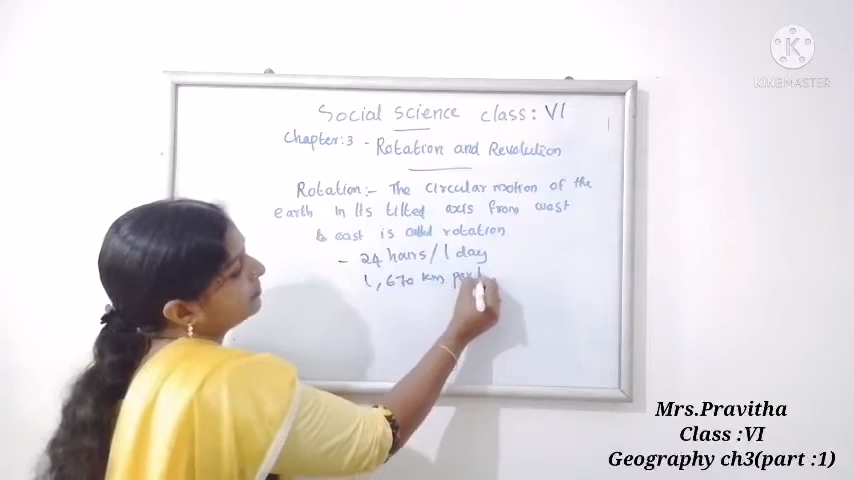 KINEMASTER
Social science class: VI
Chapter:3 - Rotation and Revolution
Rotation:- The circular motion of the
earth in its tilted axis from west
to east is called rotation
- 24 hours/1 day
1,670 km per
Mrs.Pravitha
Class :VI
Geography ch3(part :1)